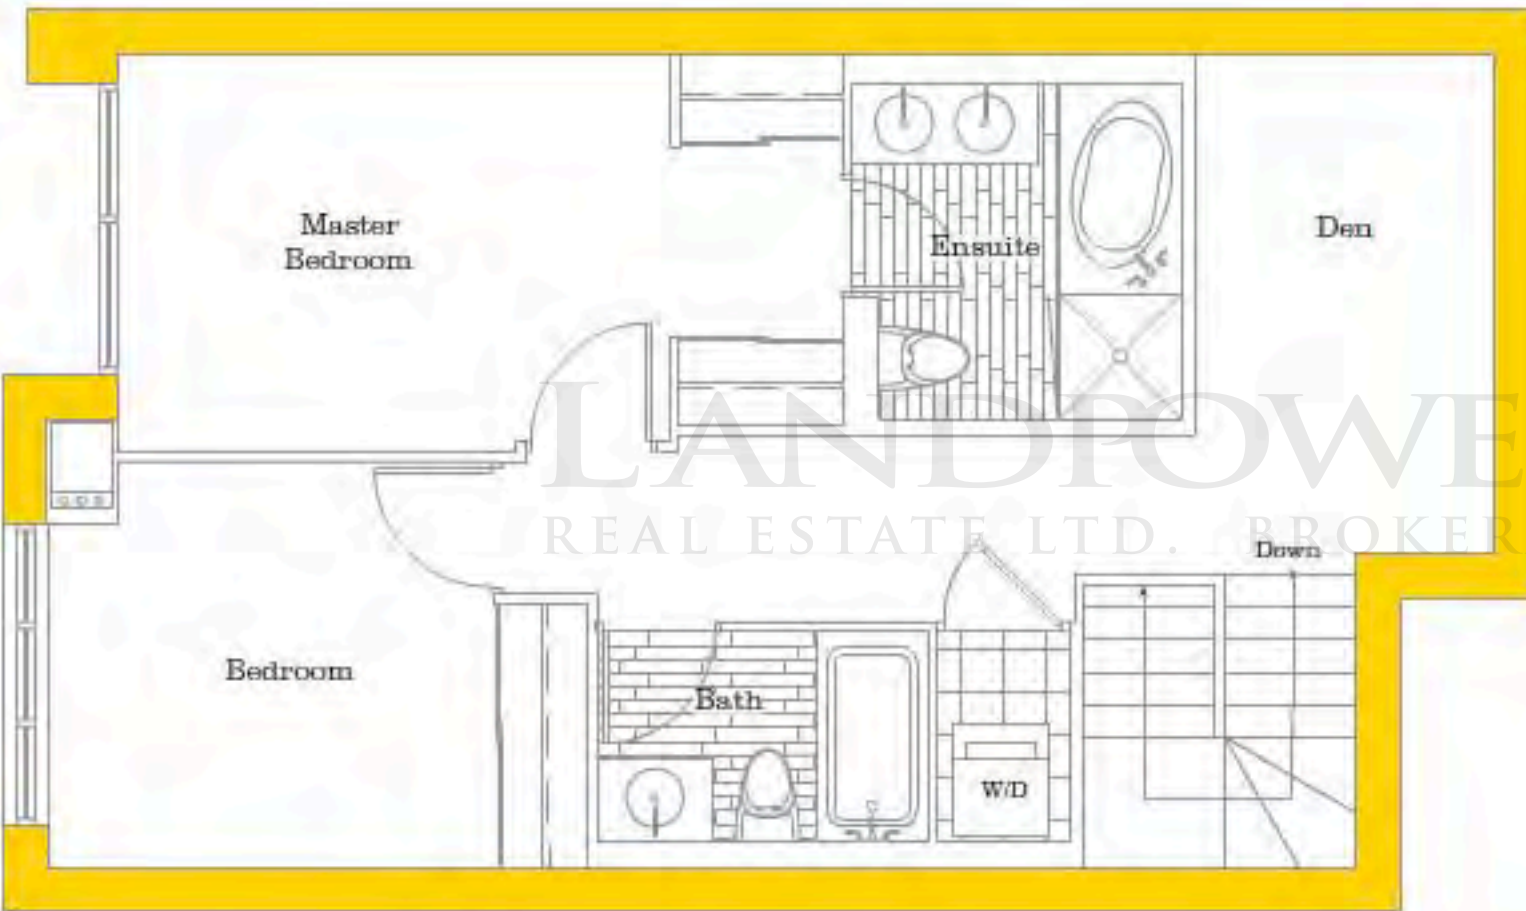 Master
Bedroom
Ensuite
Den
LANDPOWE
REAL ESTATE LTD. BROKER
Down
Bedroom
Bath
W/D